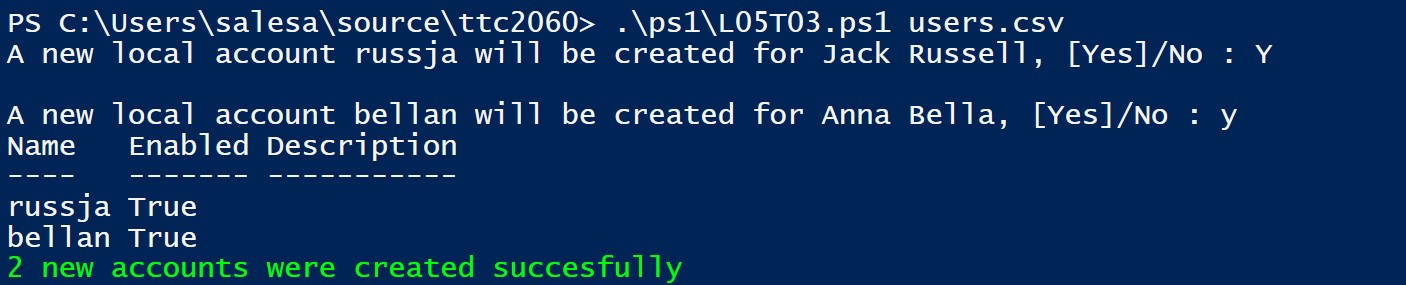 PS C:\Users\salesa\source\ttc2060> .\ps1\L05T03.ps1 users.csv
A new local account russja will be created for Jack Russell, [Yes]/No : Y
A new local account bellan will be created for Anna Bella, [Yes]/No : y
Name   Enabled Description
----   ------- -----------
russja True
bellan True
2 new accounts were created succesfully